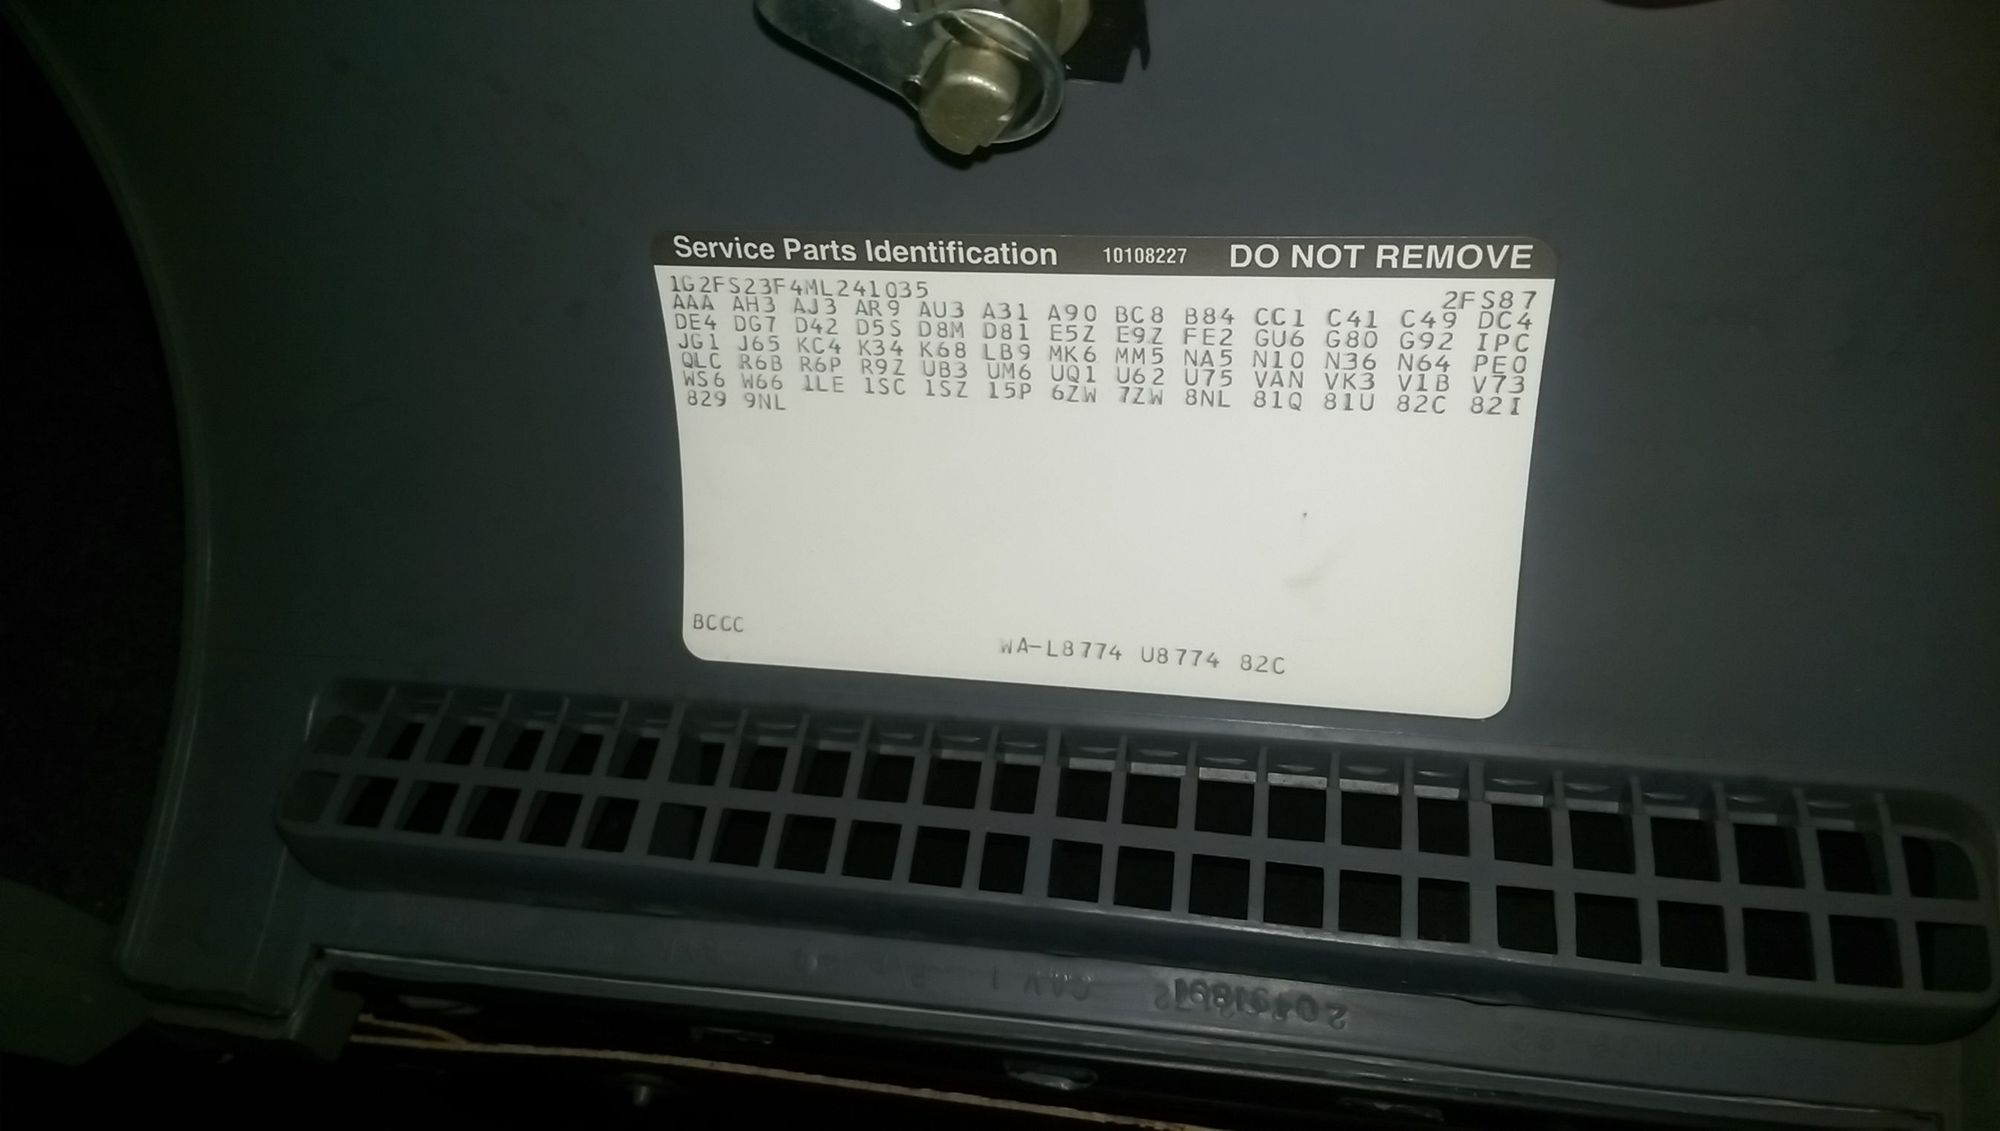 Service Parts Identification 10108227 DO NOT REMOVE
1G2FS23F4ML241035 2FS87
AAA AH3 AJ3 AR9 AU3 A31 A90 BC8 B84 CC1 C41 C49 DC4
DE4 DG7 D42 D5S D8M D81 E5Z E9Z FE2 GU6 G80 G92 IPC
JG1 J65 KC4 K34 K68 LB9 MK6 MM5 NA5 N10 N36 N64 PE0
QLC R6B R6P R9Z UB3 UM6 UQ1 U62 U75 VAN VK3 V1B V73
WS6 W66 1LE 1SC 1SZ 15P 6ZW 7ZW 8NL 81Q 81U 82C 82I
829 9NL
BCCC
WA-L8774 U8774 82C